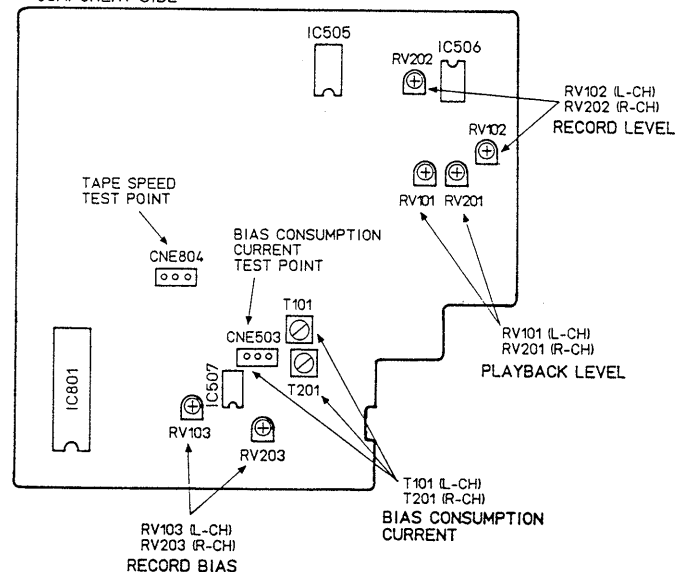 COMPONENT SIDE
IC505
IC506
RV202
RV102 (L-CH)
RV202 (R-CH)
RECORD LEVEL
RV102
RV101
RV201
TAPE SPEED
TEST POINT
CNE804
BIAS CONSUMPTION
CURRENT
TEST POINT
T101
CNE503
T201
RV101 (L-CH)
RV201 (R-CH)
PLAYBACK LEVEL
IC801
IC507
RV103
RV203
T101 (L-CH)
T201 (R-CH)
BIAS CONSUMPTION
CURRENT
RV103 (L-CH)
RV203 (R-CH)
RECORD BIAS